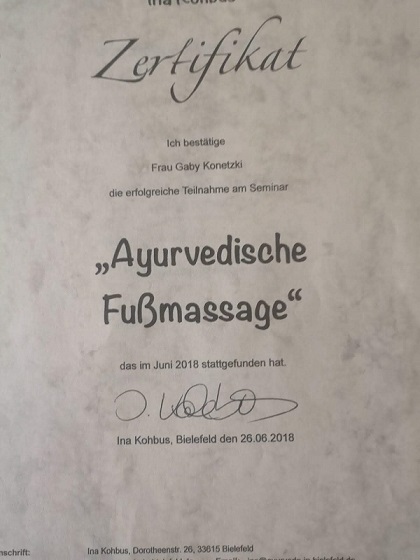 Zertifikat
Ich bestätige
Frau Gaby Konetzki
die erfolgreiche Teilnahme am Seminar
„Ayurvedische
Fußmassage“
das im Juni 2018 stattgefunden hat.
Ina Kohbus, Bielefeld den 26.06.2018
Ina Kohbus, Dorotheenstr. 26, 33615 Bielefeld